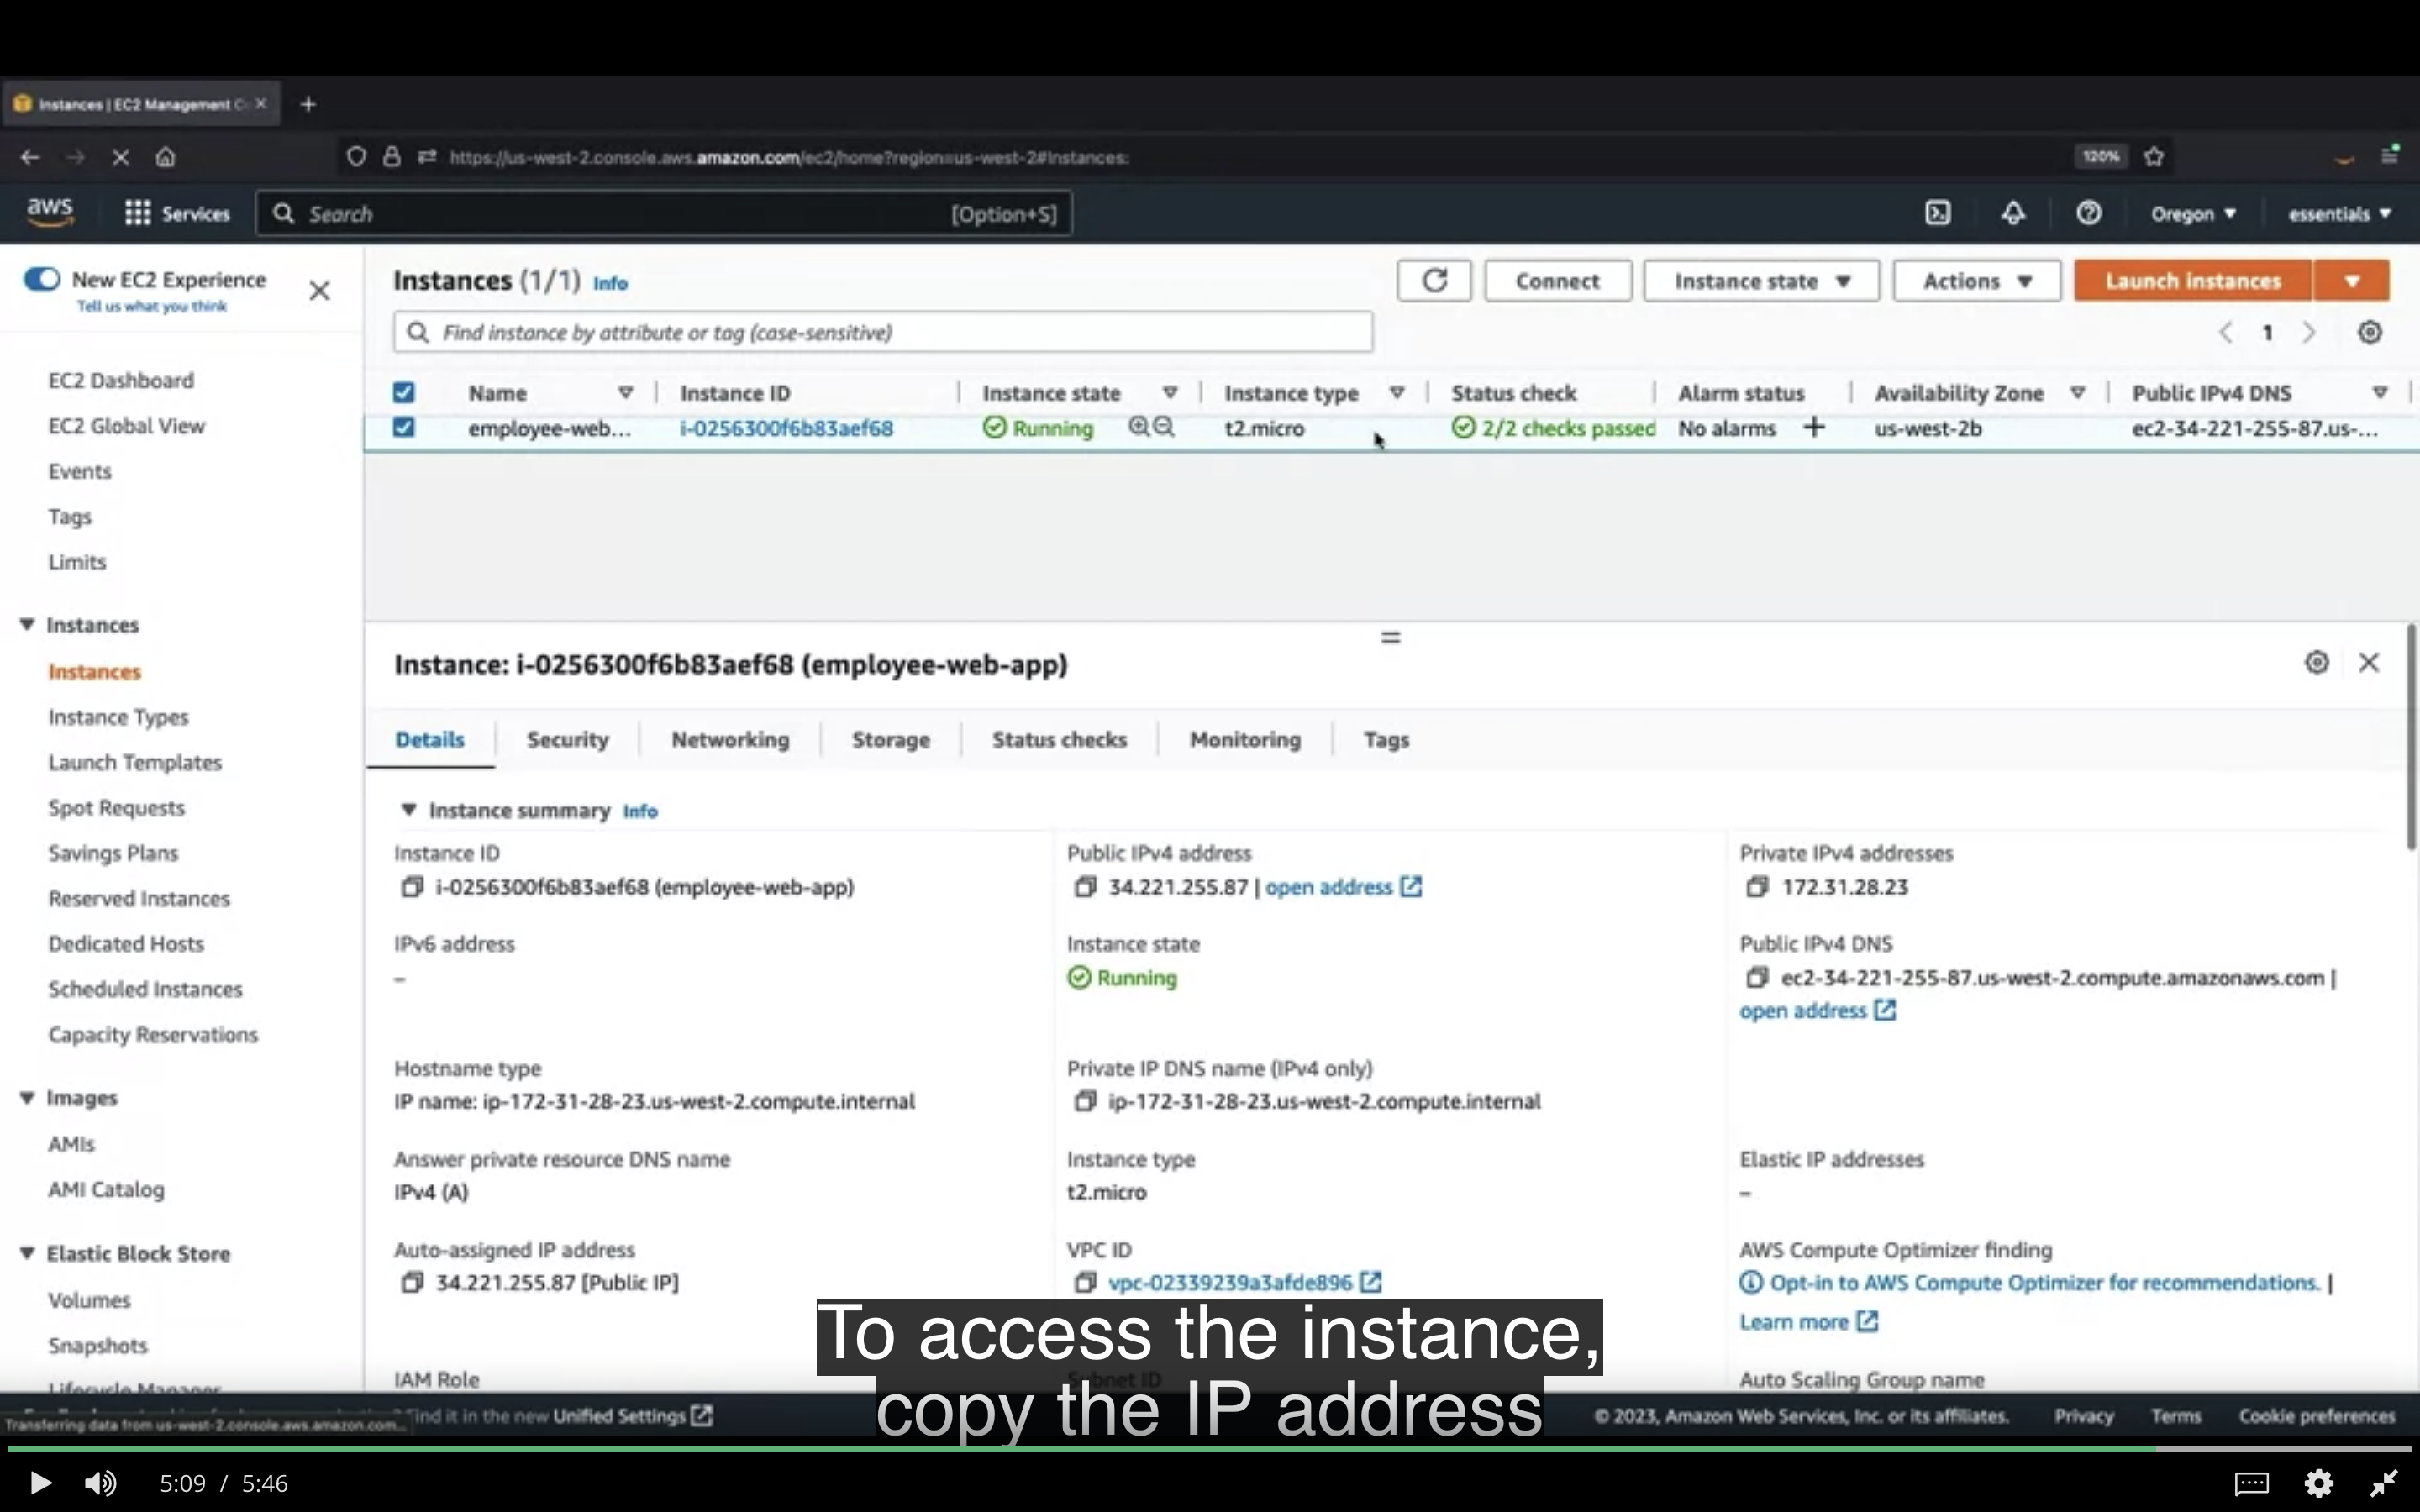 Instances | EC2 Management C
https://us-west-2.console.aws.amazon.com/ec2/home?region=us-west-2#Instances:
120%
aws
Services
Search
[Option+S]
Oregon
essentials
New EC2 Experience
Tell us what you think
EC2 Dashboard
EC2 Global View
Events
Tags
Limits
Instances
Instances
Instance Types
Launch Templates
Spot Requests
Savings Plans
Reserved Instances
Dedicated Hosts
Scheduled Instances
Capacity Reservations
Images
AMIs
AMI Catalog
Elastic Block Store
Volumes
Snapshots
Lifecycle Manager
Instances (1/1) Info
Connect
Instance state
Actions
Launch instances
Find instance by attribute or tag (case-sensitive)
1
Name Instance ID Instance state Instance type Status check Alarm status Availability Zone Public IPv4 DNS
employee-web... i-0256300f6b83aef68 Running t2.micro 2/2 checks passed No alarms + us-west-2b ec2-34-221-255-87.us-...
Instance: i-0256300f6b83aef68 (employee-web-app)
Details Security Networking Storage Status checks Monitoring Tags
Instance summary Info
Instance ID
i-0256300f6b83aef68 (employee-web-app)
Public IPv4 address
34.221.255.87 | open address
Private IPv4 addresses
172.31.28.23
IPv6 address
–
Instance state
Running
Public IPv4 DNS
ec2-34-221-255-87.us-west-2.compute.amazonaws.com |
open address
Hostname type
IP name: ip-172-31-28-23.us-west-2.compute.internal
Private IP DNS name (IPv4 only)
ip-172-31-28-23.us-west-2.compute.internal
Answer private resource DNS name
IPv4 (A)
Instance type
t2.micro
Elastic IP addresses
–
Auto-assigned IP address
34.221.255.87 [Public IP]
VPC ID
vpc-02339239a3afde896
AWS Compute Optimizer finding
Opt-in to AWS Compute Optimizer for recommendations. |
Learn more
IAM Role
Subnet ID
Auto Scaling Group name
To access the instance,
copy the IP address
Transferring data from us-west-2.console.aws.amazon.com...
find it in the new Unified Settings
© 2023, Amazon Web Services, Inc. or its affiliates.
Privacy
Terms
Cookie preferences
5:09 / 5:46